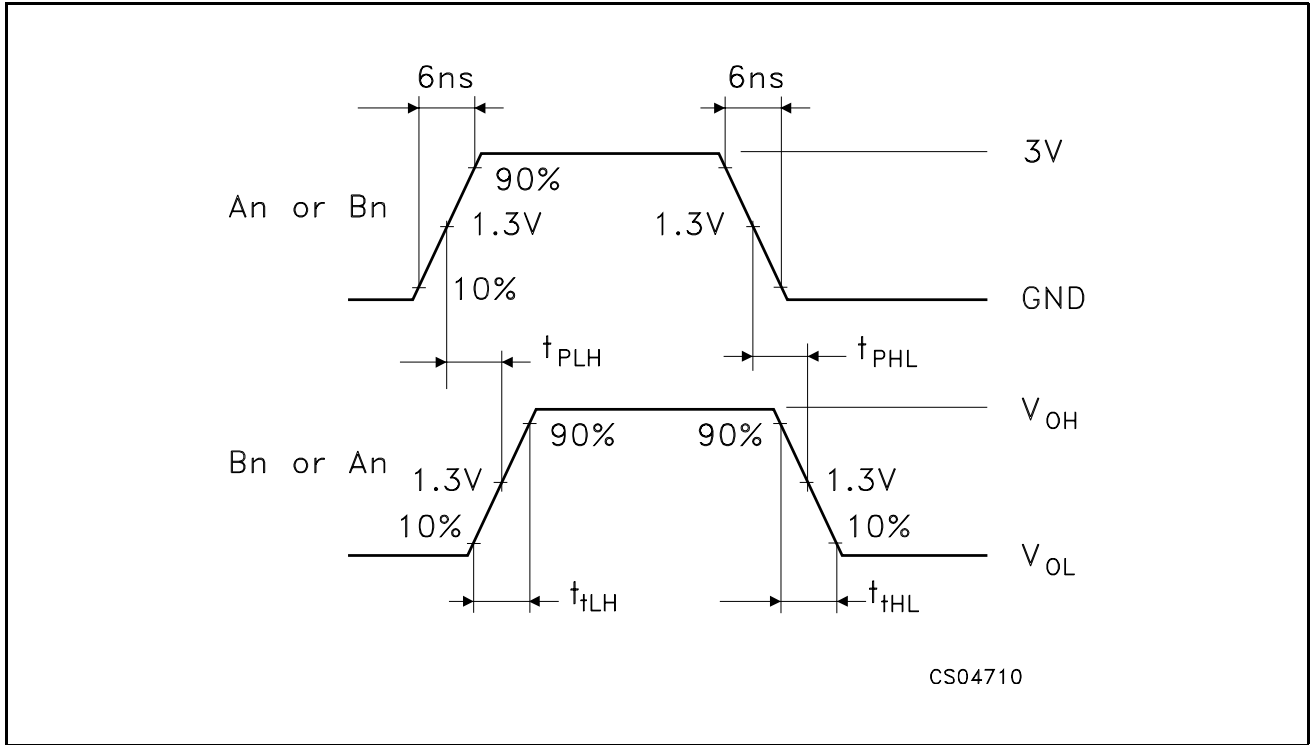 6ns 6ns
3V
90%
An or Bn
1.3V 1.3V
10%
GND
tPLH tPHL
VOH
90% 90%
Bn or An
1.3V 1.3V
10% 10%
VOL
ttLH ttHL
CS04710